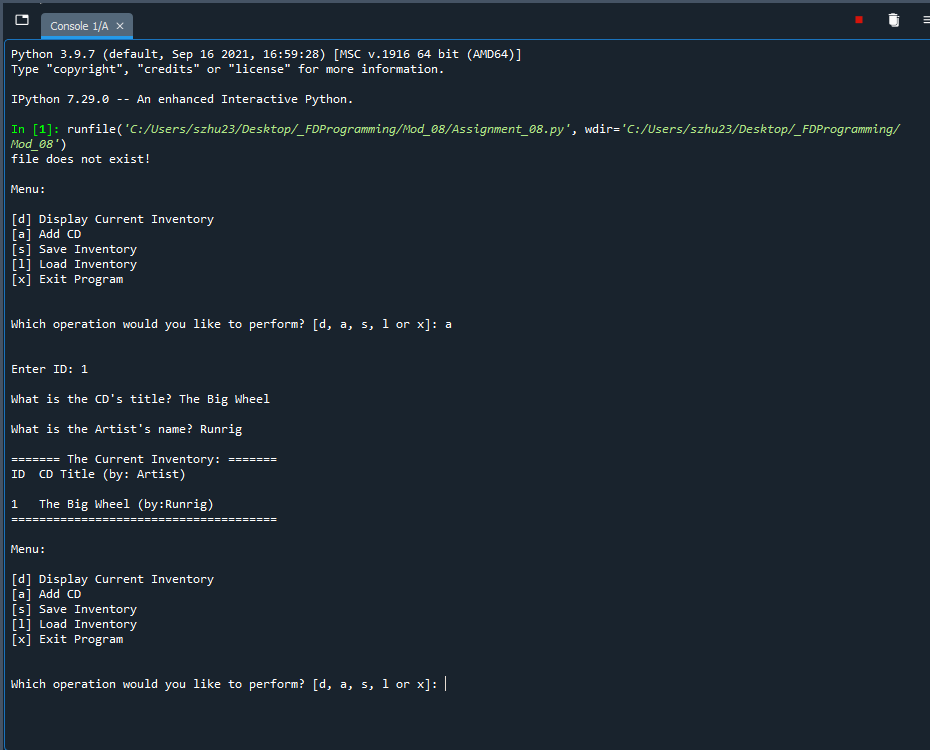 Console 1/A ×
Python 3.9.7 (default, Sep 16 2021, 16:59:28) [MSC v.1916 64 bit (AMD64)]
Type "copyright", "credits" or "license" for more information.
IPython 7.29.0 -- An enhanced Interactive Python.
In [1]: runfile('C:/Users/szhu23/Desktop/_FDProgramming/Mod_08/Assignment_08.py', wdir='C:/Users/szhu23/Desktop/_FDProgramming/
Mod_08')
file does not exist!
Menu:
[d] Display Current Inventory
[a] Add CD
[s] Save Inventory
[l] Load Inventory
[x] Exit Program
Which operation would you like to perform? [d, a, s, l or x]: a
Enter ID: 1
What is the CD's title? The Big Wheel
What is the Artist's name? Runrig
======= The Current Inventory: =======
ID  CD Title (by: Artist)
1   The Big Wheel (by:Runrig)
======================================
Menu:
[d] Display Current Inventory
[a] Add CD
[s] Save Inventory
[l] Load Inventory
[x] Exit Program
Which operation would you like to perform? [d, a, s, l or x]: